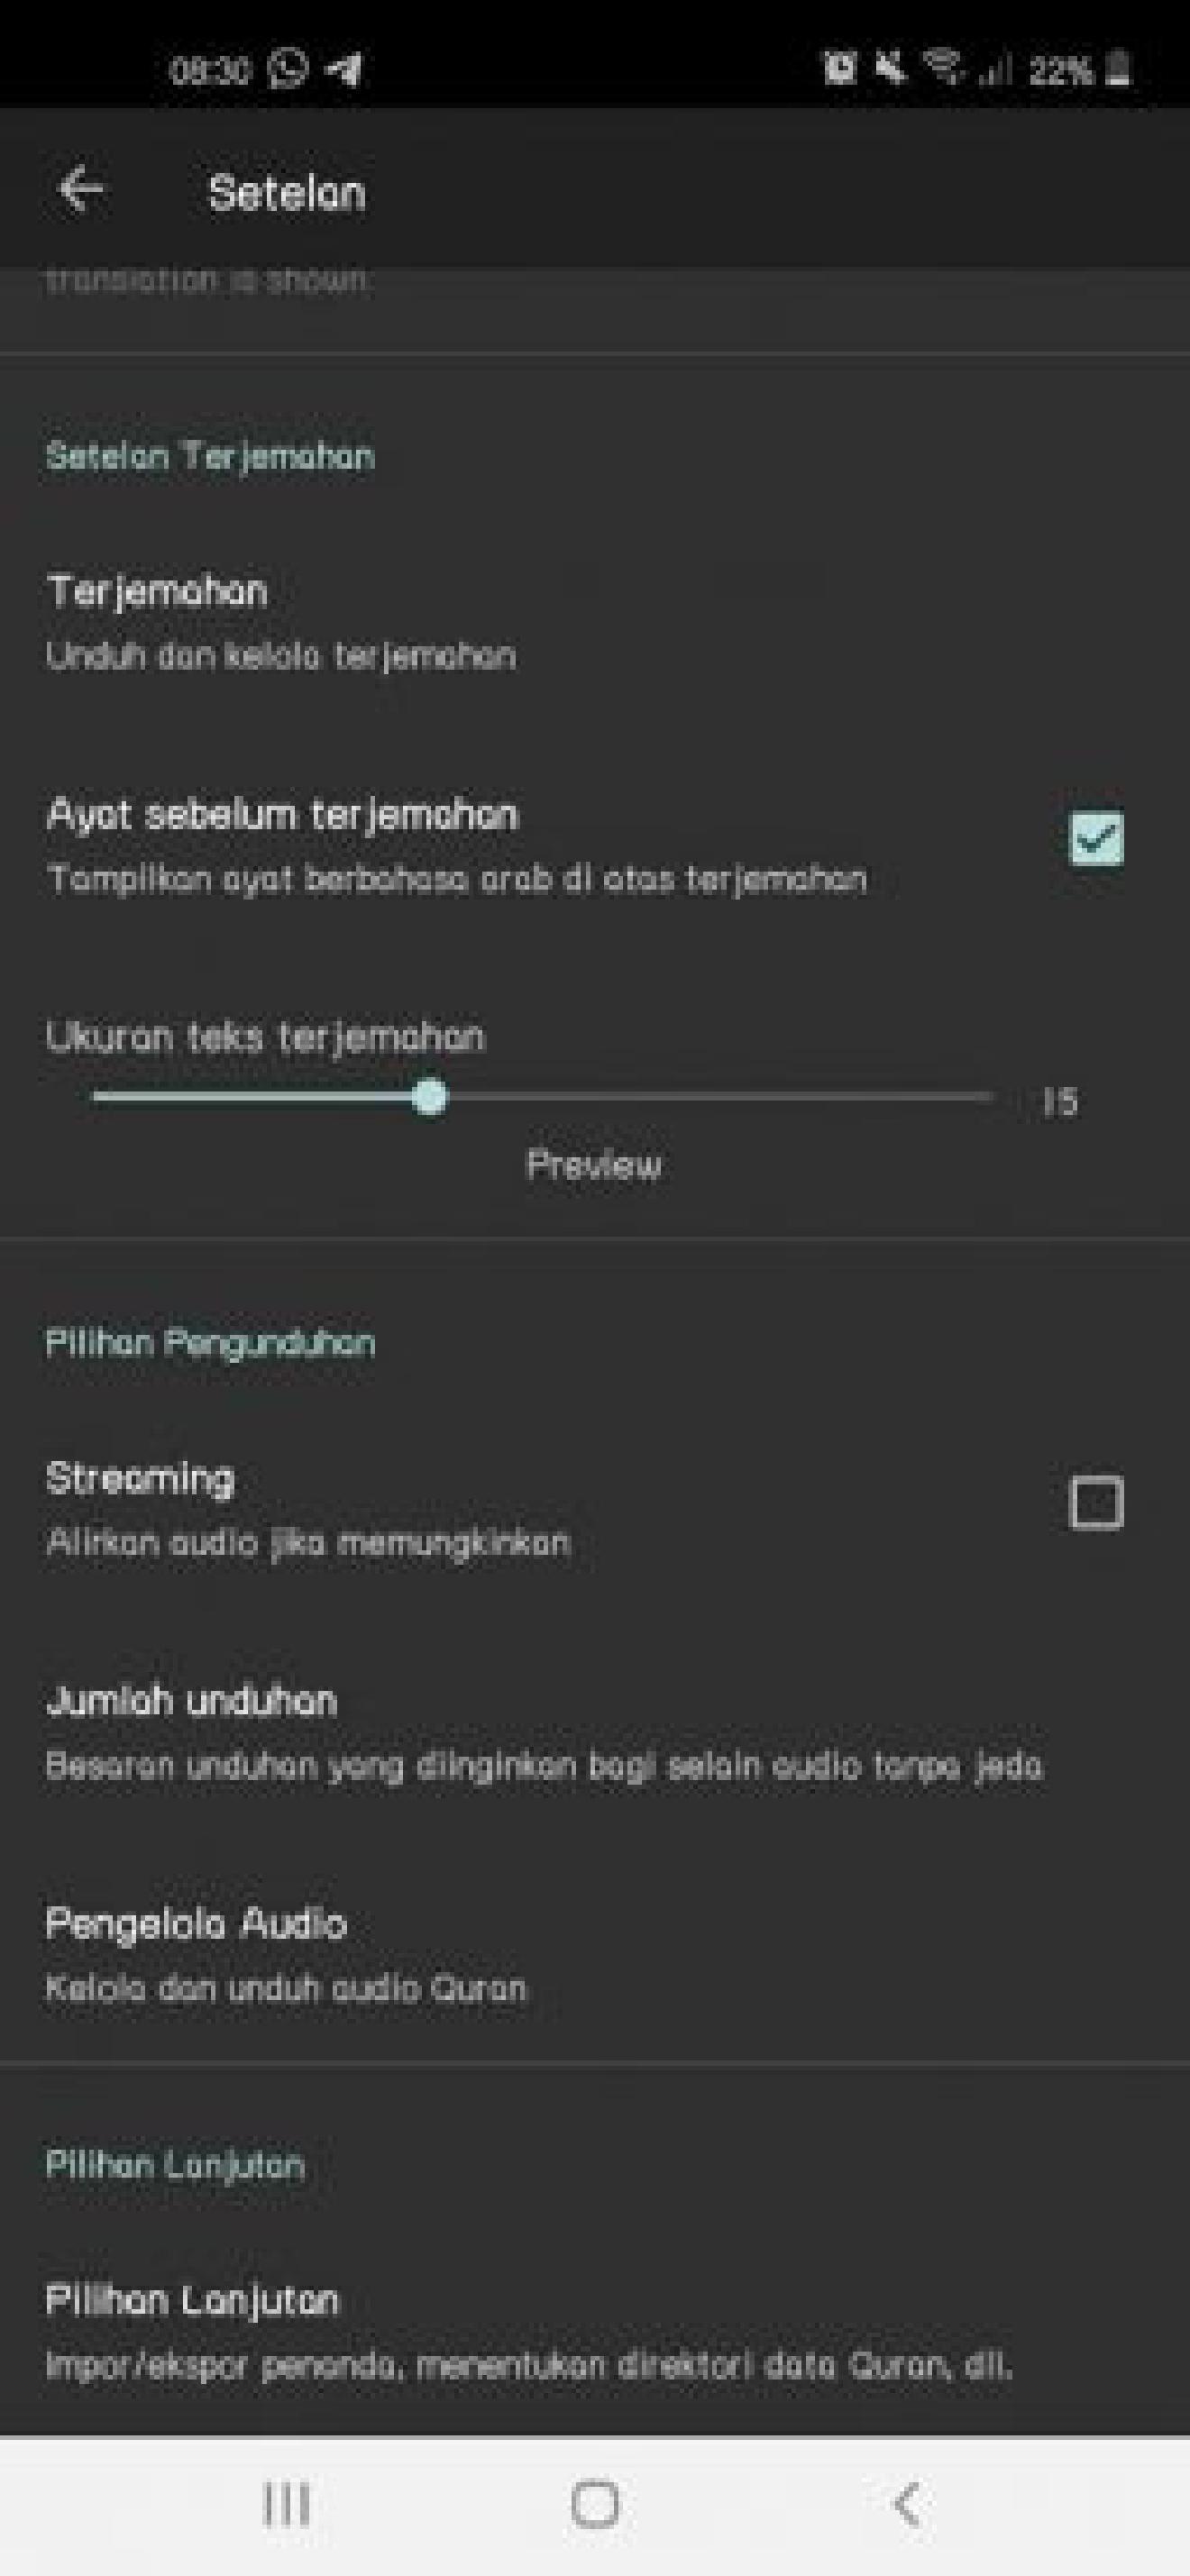 08:30 22%
Setelan
translation is shown
Setelan Terjemahan
Terjemahan
Unduh dan kelola terjemahan
Ayat sebelum terjemahan
Tampilkan ayat berbahasa arab di atas terjemahan
Ukuran teks terjemahan
15
Preview
Pilihan Pengunduhan
Streaming
Alirkan audio jika memungkinkan
Jumlah unduhan
Besaran unduhan yang diinginkan bagi selain audio tanpa jeda
Pengelola Audio
Kelola dan unduh audio Quran
Pilihan Lanjutan
Pilihan Lanjutan
Impor/ekspor penanda, menentukan direktori data Quran, dll.